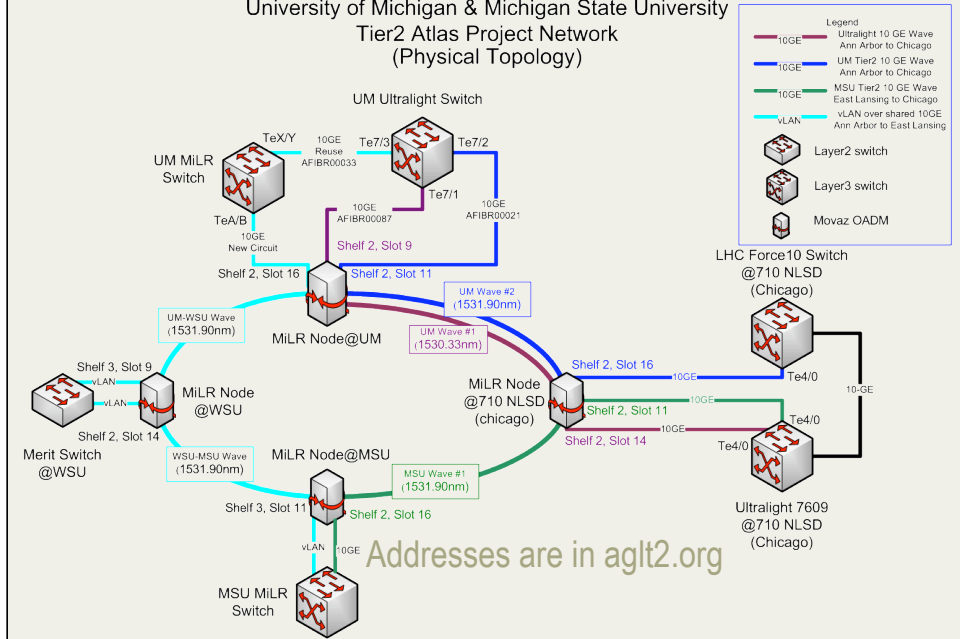 University of Michigan & Michigan State University
Tier2 Atlas Project Network
(Physical Topology)
Legend
10GE
Ultralight 10 GE Wave
Ann Arbor to Chicago
10GE
UM Tier2 10 GE Wave
Ann Arbor to Chicago
10GE
MSU Tier2 10 GE Wave
East Lansing to Chicago
vLAN
vLAN over shared 10GE
Ann Arbor to East Lansing
Layer2 switch
Layer3 switch
Movaz OADM
UM Ultralight Switch
TeX/Y
10GE
Reuse
AFIBR00033
Te7/3
Te7/2
UM MiLR
Switch
Te7/1
TeA/B
10GE
AFIBR00087
10GE
AFIBR00021
10GE
New Circuit
Shelf 2, Slot 9
Shelf 2, Slot 16
Shelf 2, Slot 11
LHC Force10 Switch
@710 NLSD
(Chicago)
UM Wave #2
(1531.90nm)
UM-WSU Wave
(1531.90nm)
MiLR Node@UM
UM Wave #1
(1530.33nm)
Shelf 3, Slot 9
vLAN
vLAN
MiLR Node
@WSU
Shelf 2, Slot 14
Merit Switch
@WSU
MiLR Node
@710 NLSD
(chicago)
Shelf 2, Slot 16
10GE
Te4/0
10-GE
10GE
Shelf 2, Slot 11
Te4/0
10GE
Shelf 2, Slot 14
Te4/0
WSU-MSU Wave
(1531.90nm)
MiLR Node@MSU
MSU Wave #1
(1531.90nm)
Shelf 3, Slot 11
Shelf 2, Slot 16
Ultralight 7609
@710 NLSD
(Chicago)
vLAN
10GE
Addresses are in aglt2.org
MSU MiLR
Switch